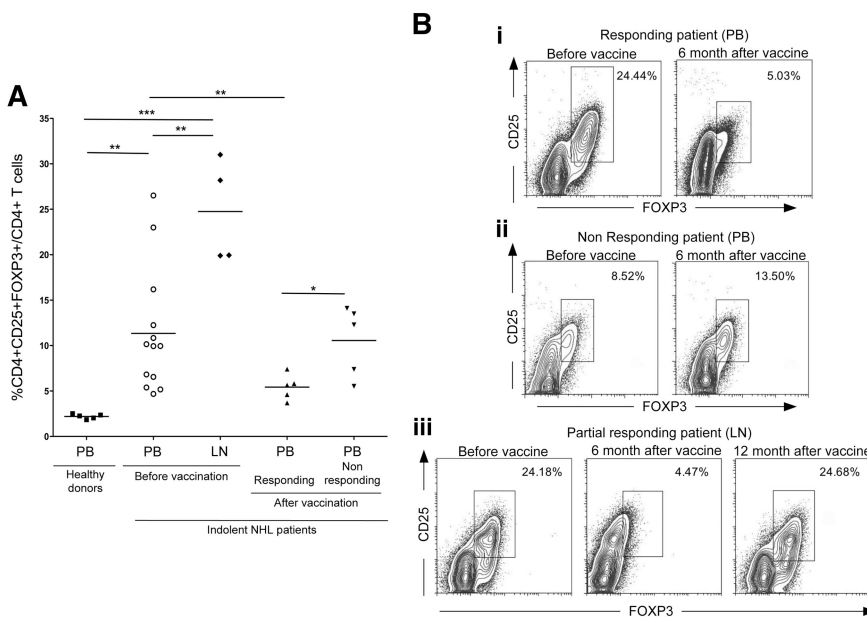 A
%CD4+CD25+FOXP3+/CD4+ T cells
35
30
25
20
15
10
5
0
**
***
**
**
*
PB
PB
LN
PB
PB
Healthy
donors
Before vaccination
Responding
Non
responding
After vaccination
Indolent NHL patients
B
i
Responding patient (PB)
Before vaccine
6 month after vaccine
24.44%
5.03%
CD25
FOXP3
ii
Non Responding patient (PB)
Before vaccine
6 month after vaccine
8.52%
13.50%
CD25
FOXP3
iii
Partial responding patient (LN)
Before vaccine
6 month after vaccine
12 month after vaccine
24.18%
4.47%
24.68%
CD25
FOXP3